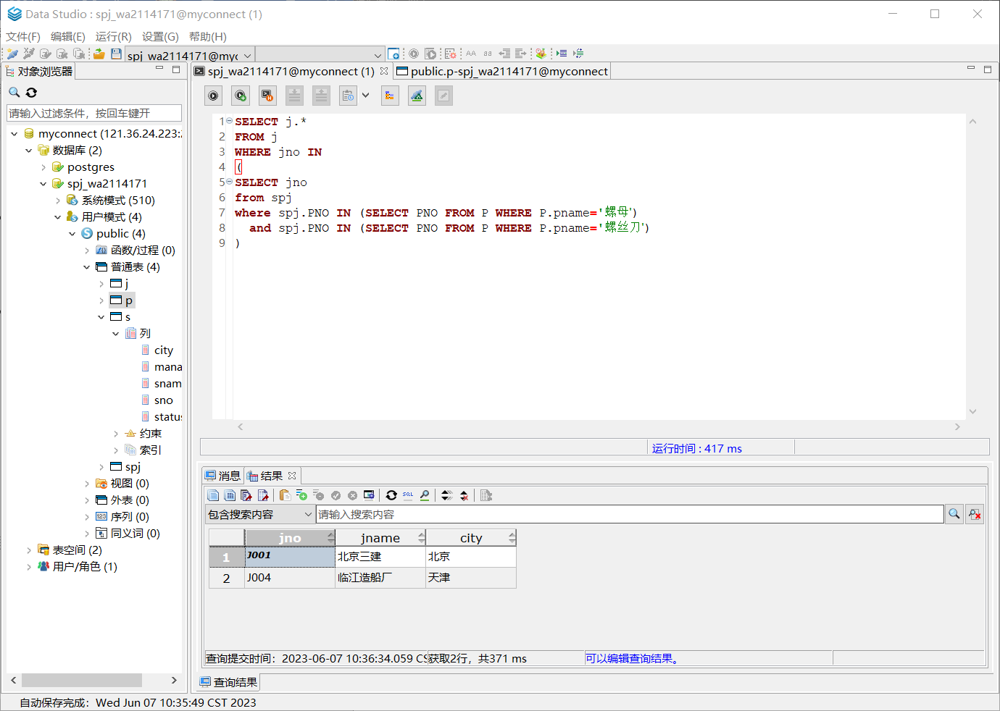 Data Studio : spj_wa2114171@myconnect (1)
文件(F) 编辑(E) 运行(R) 设置(G) 帮助(H)
spj_wa2114171@my
对象浏览器
请输入过滤条件，按回车键开
myconnect (121.36.24.223:
数据库 (2)
postgres
spj_wa2114171
系统模式 (510)
用户模式 (4)
public (4)
函数/过程 (0)
普通表 (4)
j
p
s
列
city
mana
snam
sno
status
约束
索引
spj
视图 (0)
外表 (0)
序列 (0)
同义词 (0)
表空间 (2)
用户/角色 (1)
spj_wa2114171@myconnect (1)
public.p-spj_wa2114171@myconnect
1 SELECT j.*
2 FROM j
3 WHERE jno IN
4 (
5 SELECT jno
6 from spj
7 where spj.PNO IN (SELECT PNO FROM P WHERE P.pname='螺母')
8 and spj.PNO IN (SELECT PNO FROM P WHERE P.pname='螺丝刀')
9 )
运行时间 : 417 ms
消息 结果
包含搜索内容 请输入搜索内容
jno jname city
1 J001 北京三建 北京
2 J004 临江造船厂 天津
查询提交时间：2023-06-07 10:36:34.059 CS 获取2行，共371 ms 可以编辑查询结果。
查询结果
自动保存完成：Wed Jun 07 10:35:49 CST 2023